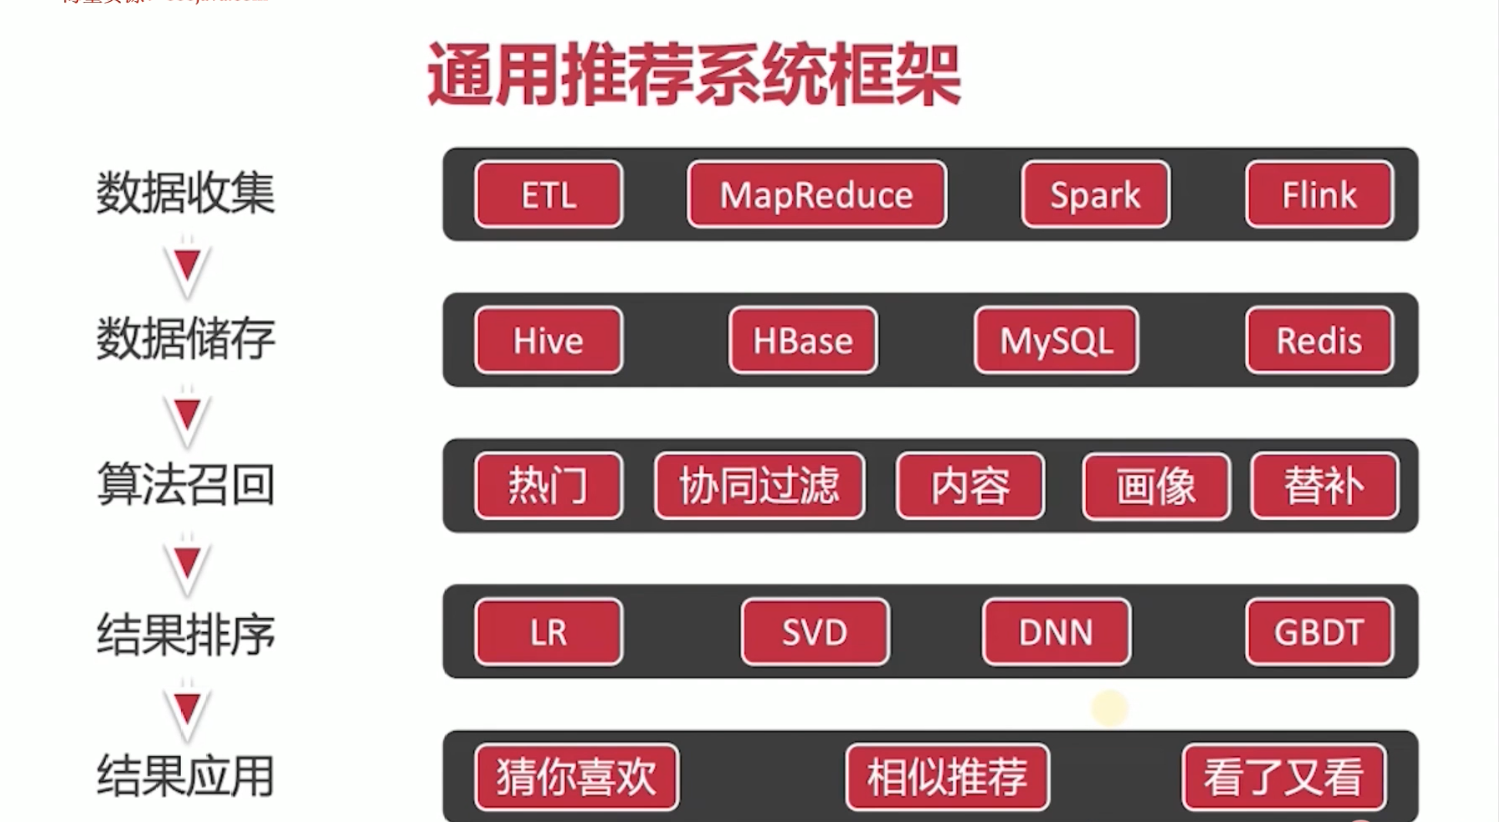 通用推荐系统框架
数据收集
ETL MapReduce Spark Flink
数据储存
Hive HBase MySQL Redis
算法召回
热门 协同过滤 内容 画像 替补
结果排序
LR SVD DNN GBDT
结果应用
猜你喜欢 相似推荐 看了又看